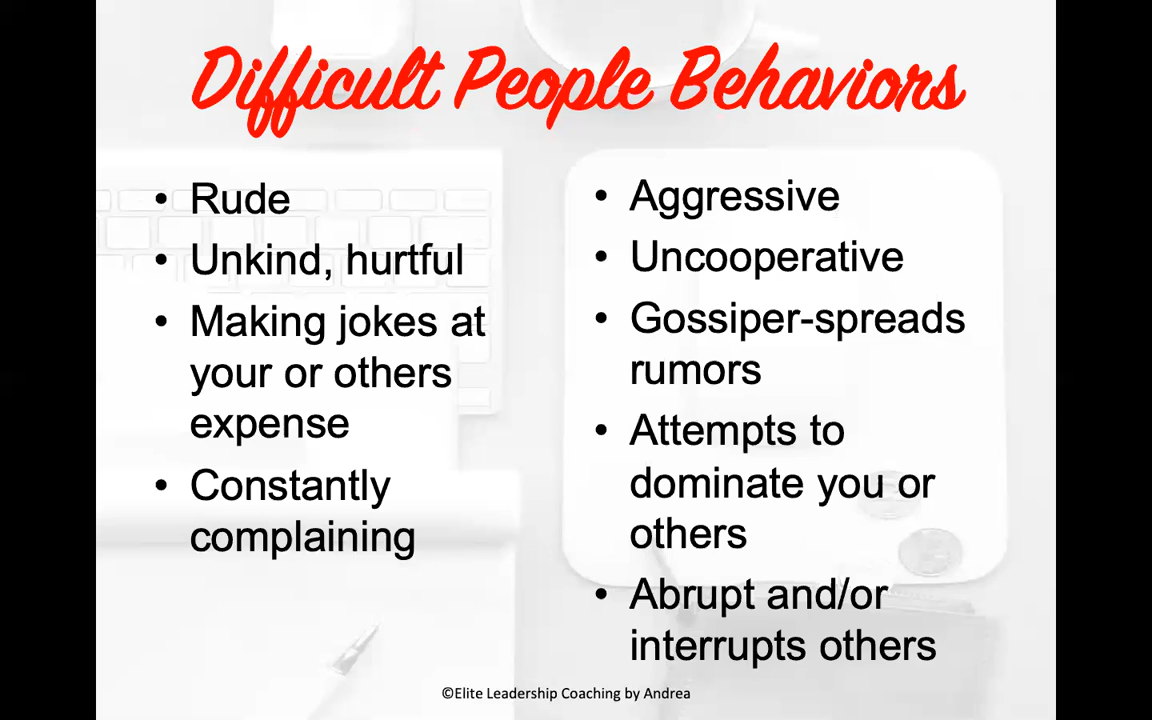 Difficult People Behaviors
• Rude
• Unkind, hurtful
• Making jokes at
your or others
expense
• Constantly
complaining
• Aggressive
• Uncooperative
• Gossiper-spreads
rumors
• Attempts to
dominate you or
others
• Abrupt and/or
interrupts others
©Elite Leadership Coaching by Andrea